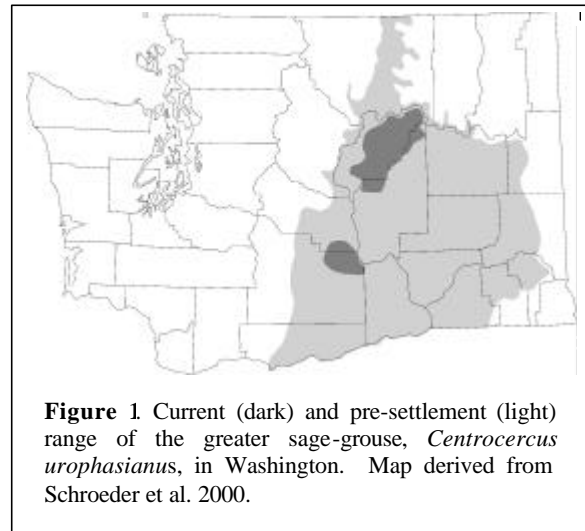 Figure 1. Current (dark) and pre-settlement (light)
range of the greater sage-grouse, Centrocercus
urophasianus, in Washington. Map derived from
Schroeder et al. 2000.